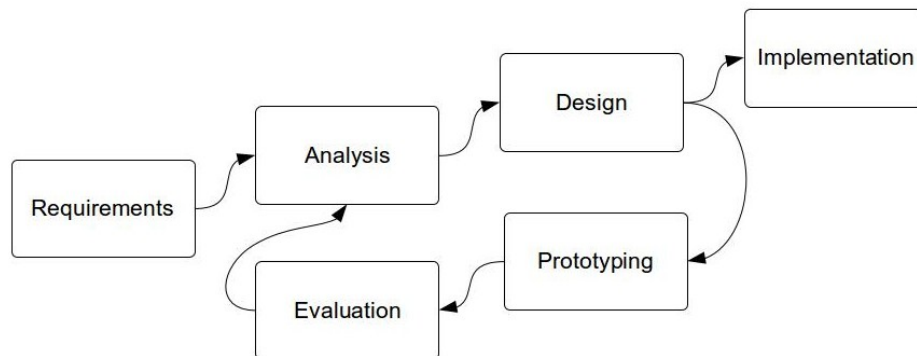 Requirements
Analysis
Design
Implementation
Prototyping
Evaluation